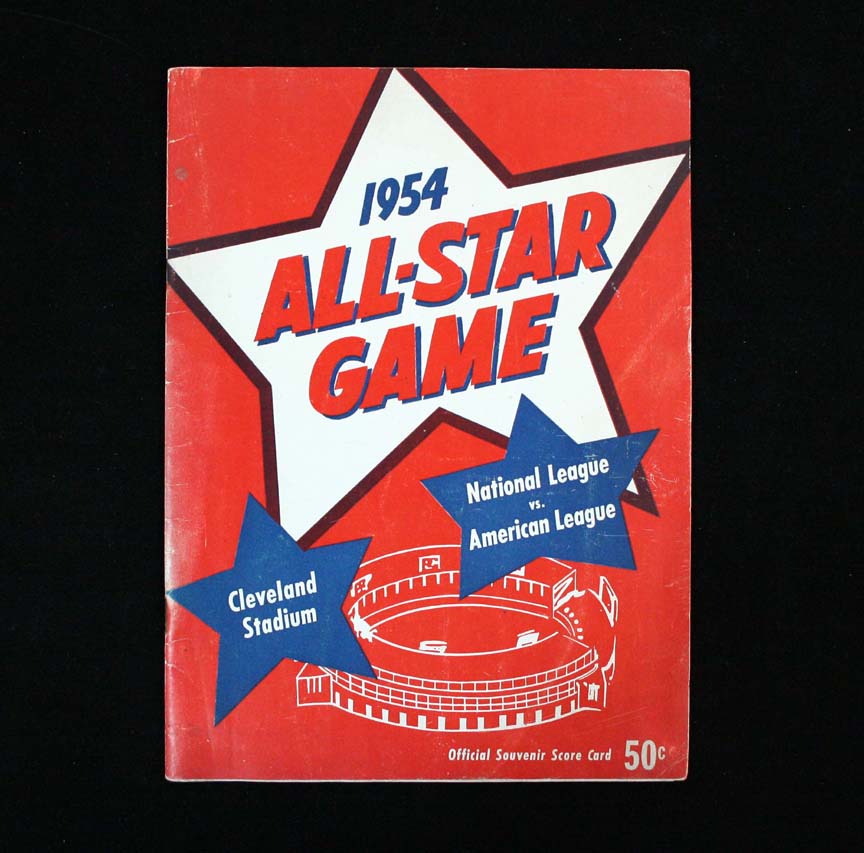 1954
ALL-STAR
GAME
National League
vs.
American League
Cleveland
Stadium
Official Souvenir Score Card 50¢